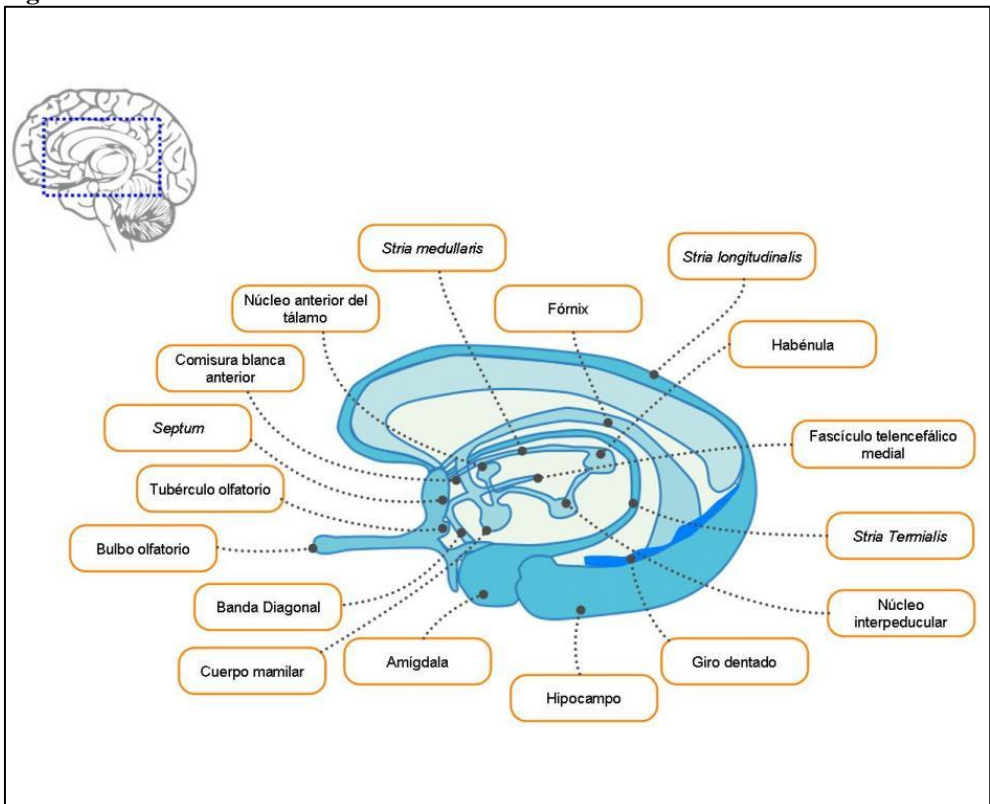 Stria medullaris
Stria longitudinalis
Núcleo anterior del
tálamo
Fórnix
Habénula
Comisura blanca
anterior
Septum
Fascículo telencefálico
medial
Tubérculo olfatorio
Bulbo olfatorio
Stria Termialis
Banda Diagonal
Núcleo
interpeducular
Cuerpo mamilar
Amígdala
Giro dentado
Hipocampo